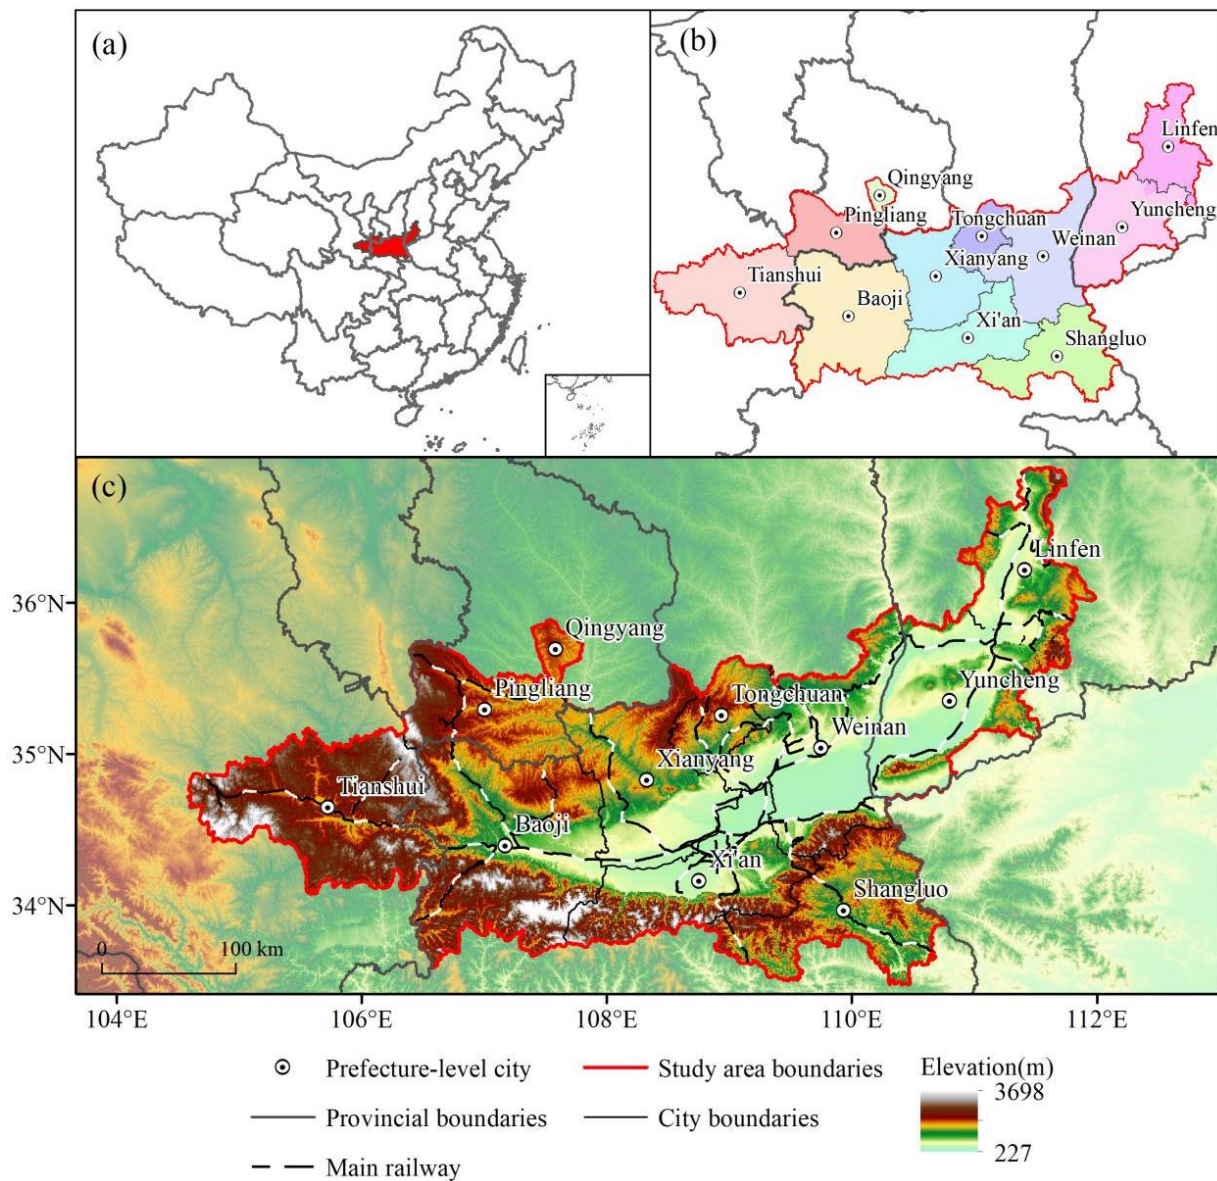 (a)
(b)
Linfen
Qingyang
Yuncheng
Pingliang
Tongchuan
Weinan
Xianyang
Tianshui
Baoji
Xi'an
Shangluo
(c)
Linfen
36°N
Qingyang
Pingliang
Tongchuan
Yuncheng
Weinan
35°N
Xianyang
Tianshui
Baoji
Xi'an
Shangluo
34°N
0 100 km
104°E 106°E 108°E 110°E 112°E
Prefecture-level city Study area boundaries Elevation(m)
3698
Provincial boundaries City boundaries
227
Main railway